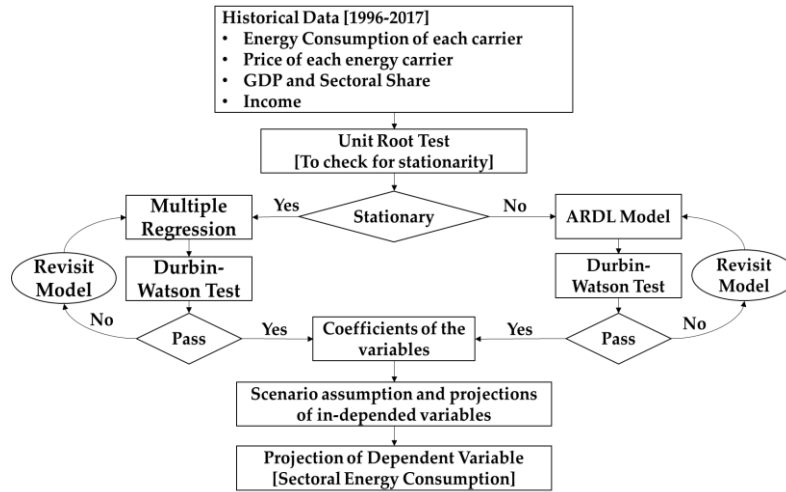 Historical Data [1996-2017]
• Energy Consumption of each carrier
• Price of each energy carrier
• GDP and Sectoral Share
• Income
Unit Root Test
[To check for stationarity]
Stationary
Yes
No
Multiple
Regression
ARDL Model
Revisit
Model
Durbin-
Watson Test
Durbin-
Watson Test
Revisit
Model
No
Pass
Yes
Coefficients of the
variables
Yes
Pass
No
Scenario assumption and projections
of in-depended variables
Projection of Dependent Variable
[Sectoral Energy Consumption]